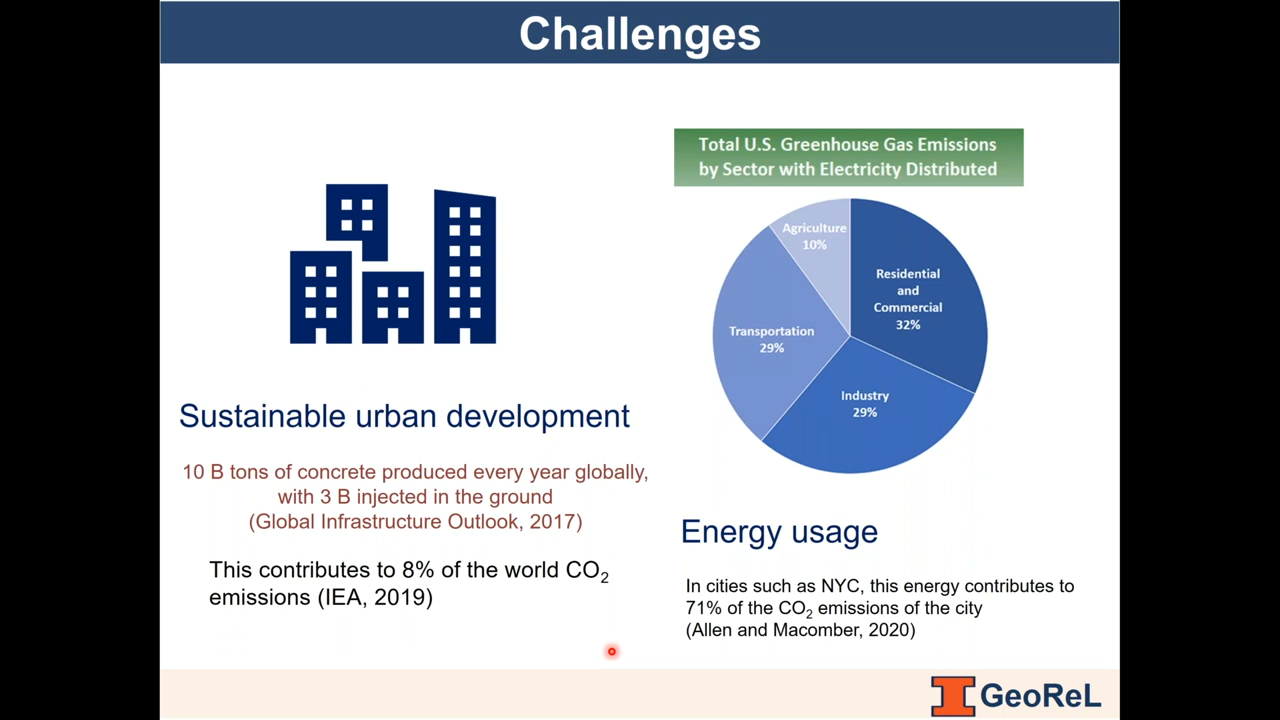 Challenges
Sustainable urban development
10 B tons of concrete produced every year globally,
with 3 B injected in the ground
(Global Infrastructure Outlook, 2017)
This contributes to 8% of the world CO₂
emissions (IEA, 2019)
Total U.S. Greenhouse Gas Emissions
by Sector with Electricity Distributed
Agriculture
10%
Residential
and
Commercial
32%
Transportation
29%
Industry
29%
Energy usage
In cities such as NYC, this energy contributes to
71% of the CO₂ emissions of the city
(Allen and Macomber, 2020)
I GeoReL